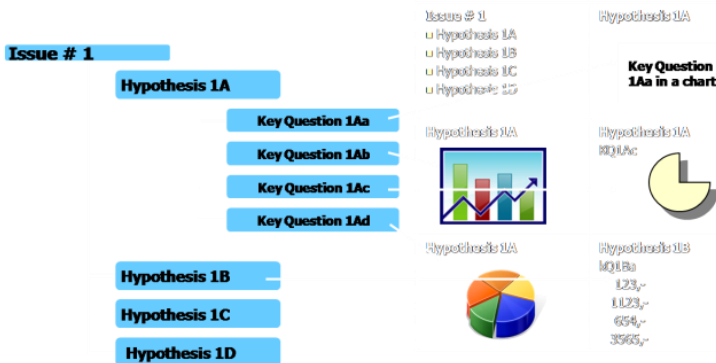 Issue # 1
Hypothesis 1A
Key Question 1Aa
Key Question 1Ab
Key Question 1Ac
Key Question 1Ad
Hypothesis 1B
Hypothesis 1C
Hypothesis 1D
Issue # 1
Hypothesis 1A
Hypothesis 1B
Hypothesis 1C
Hypothesis 1D
Hypothesis 1A
Key Question
1Aa in a chart
Hypothesis 1A
Hypothesis 1A
KQ1Ac
Hypothesis 1A
Hypothesis 1B
kQ1Ba
123,-
1123,-
654,-
3565,-